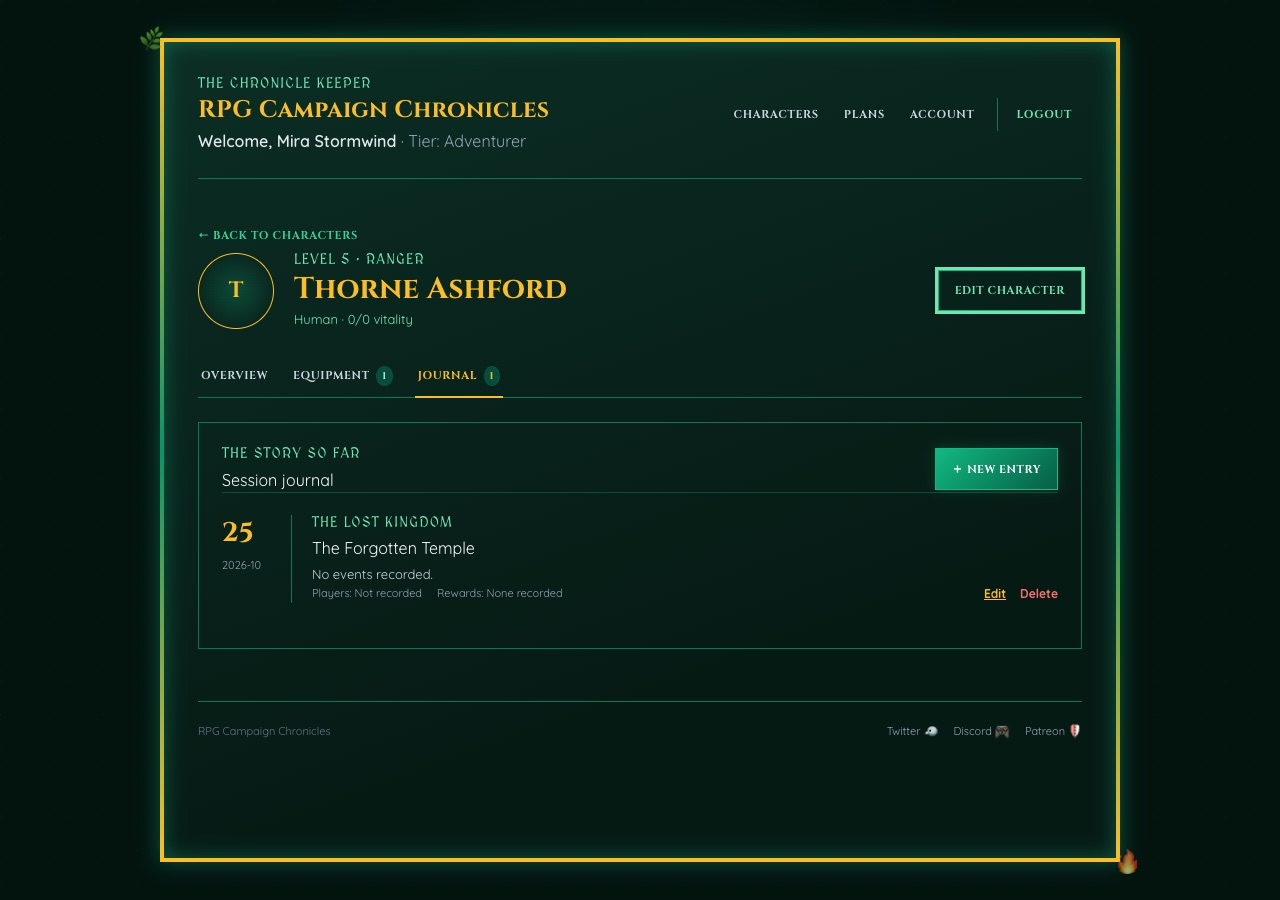 THE CHRONICLE KEEPER
RPG Campaign Chronicles
Welcome, Mira Stormwind · Tier: Adventurer
CHARACTERS PLANS ACCOUNT LOGOUT
← BACK TO CHARACTERS
LEVEL 5 · RANGER
T
Thorne Ashford
Human · 0/0 vitality
EDIT CHARACTER
OVERVIEW EQUIPMENT 1 JOURNAL 1
THE STORY SO FAR
Session journal
+ NEW ENTRY
25
2026-10
THE LOST KINGDOM
The Forgotten Temple
No events recorded.
Players: Not recorded Rewards: None recorded
Edit Delete
RPG Campaign Chronicles
Twitter Discord Patreon